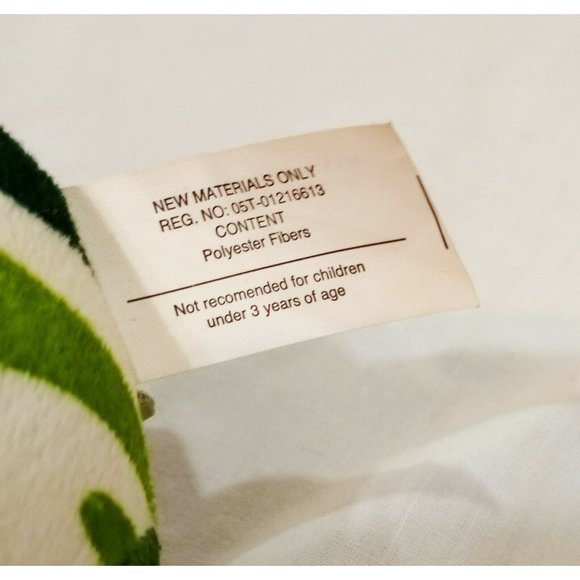 NEW MATERIALS ONLY
REG. NO: 05T-01216613
CONTENT
Polyester Fibers
Not recomended for children
under 3 years of age